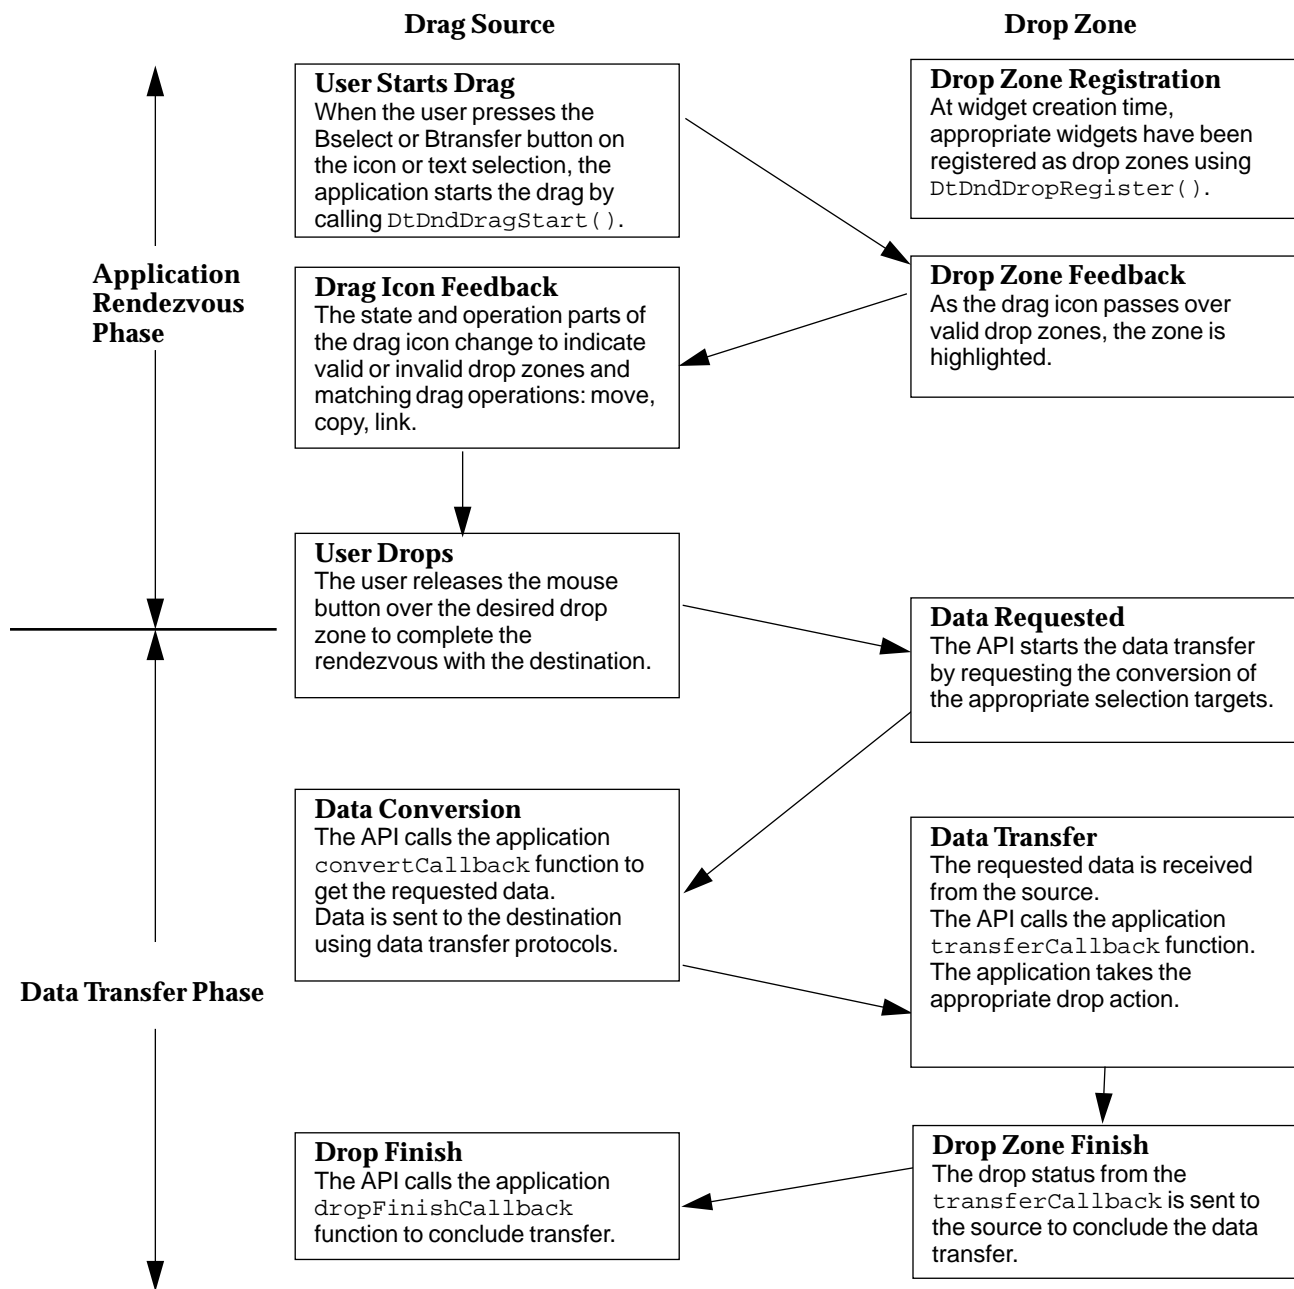 Drag Source
Drop Zone
User Starts Drag
When the user presses the
Bselect or Btransfer button on
the icon or text selection, the
application starts the drag by
calling DtDndDragStart().
Drop Zone Registration
At widget creation time,
appropriate widgets have been
registered as drop zones using
DtDndDropRegister().
Application
Rendezvous
Phase
Drag Icon Feedback
The state and operation parts of
the drag icon change to indicate
valid or invalid drop zones and
matching drag operations: move,
copy, link.
Drop Zone Feedback
As the drag icon passes over
valid drop zones, the zone is
highlighted.
User Drops
The user releases the mouse
button over the desired drop
zone to complete the
rendezvous with the destination.
Data Requested
The API starts the data transfer
by requesting the conversion of
the appropriate selection targets.
Data Conversion
The API calls the application
convertCallback function to
get the requested data.
Data is sent to the destination
using data transfer protocols.
Data Transfer
The requested data is received
from the source.
The API calls the application
transferCallback function.
The application takes the
appropriate drop action.
Data Transfer Phase
Drop Finish
The API calls the application
dropFinishCallback
function to conclude transfer.
Drop Zone Finish
The drop status from the
transferCallback is sent to
the source to conclude the data
transfer.